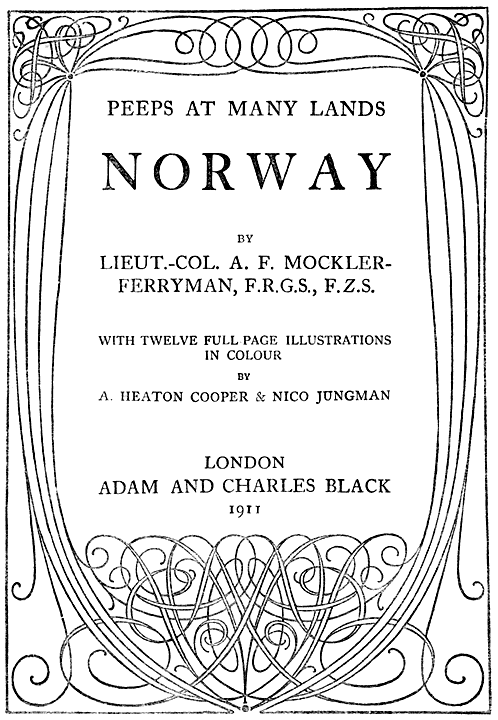 PEEPS AT MANY LANDS
NORWAY
BY
LIEUT.-COL. A. F. MOCKLER-
FERRYMAN, F.R.G.S., F.Z.S.
WITH TWELVE FULL PAGE ILLUSTRATIONS
IN COLOUR
BY
A. HEATON COOPER & NICO JUNGMAN
LONDON
ADAM AND CHARLES BLACK
1911